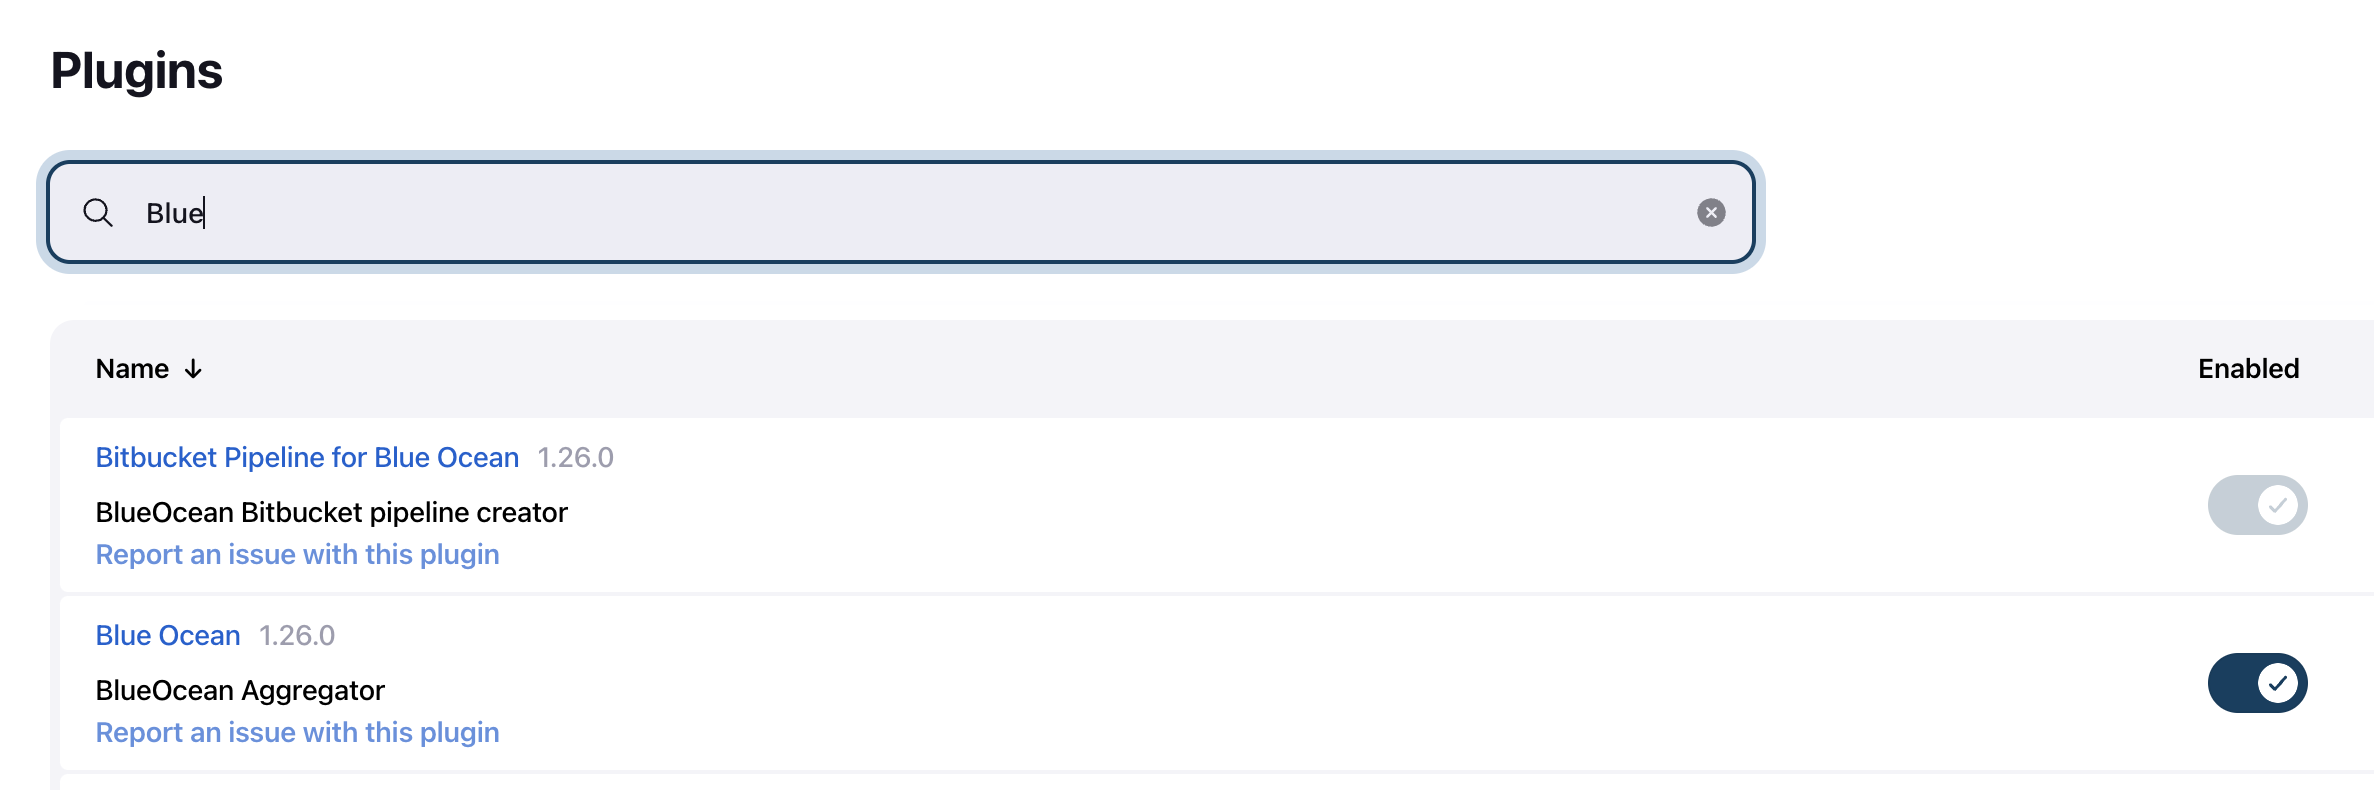 Plugins
Blue
Name ↓ Enabled
Bitbucket Pipeline for Blue Ocean 1.26.0
BlueOcean Bitbucket pipeline creator
Report an issue with this plugin
Blue Ocean 1.26.0
BlueOcean Aggregator
Report an issue with this plugin